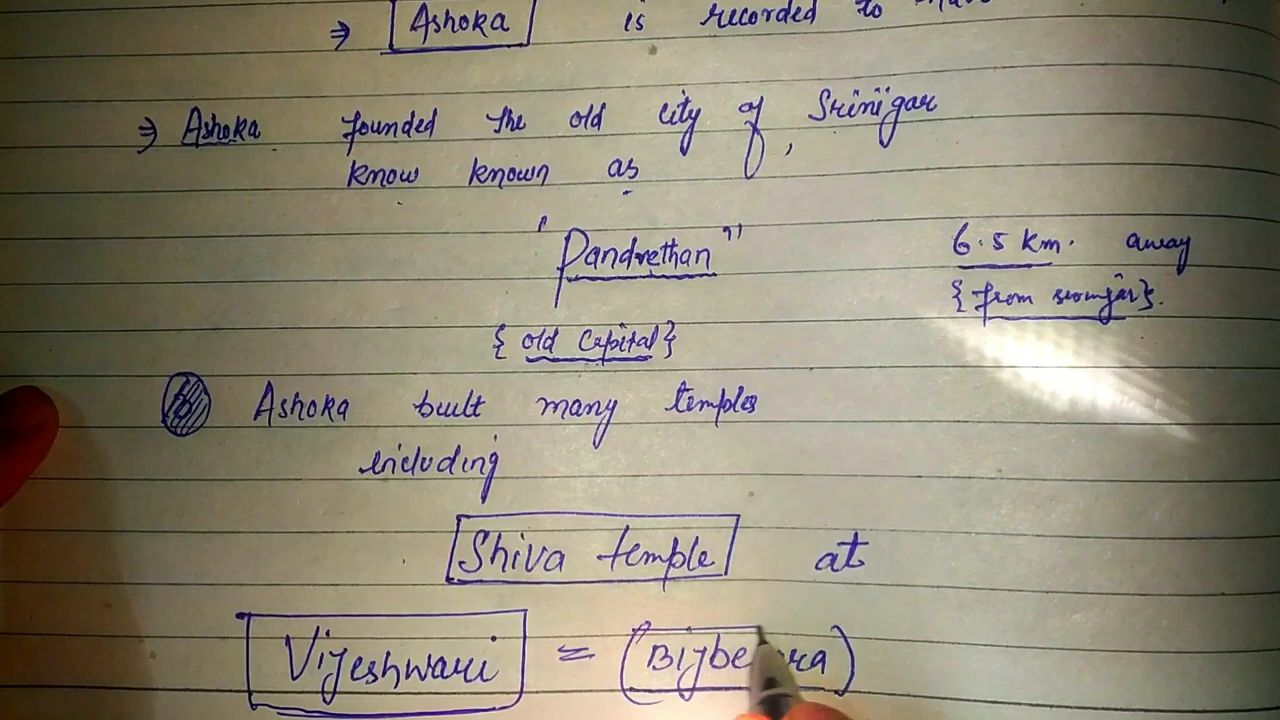 ⇒ Ashoka is recorded to
⇒ Ashoka founded the old city of, Srinigar
know known as
"Pandrethan" 6.5 km. away
{from srinijar}.
{old capital}
Ashoka built many temples
including
Shiva temple at
Vijeshwari = (Bijbe